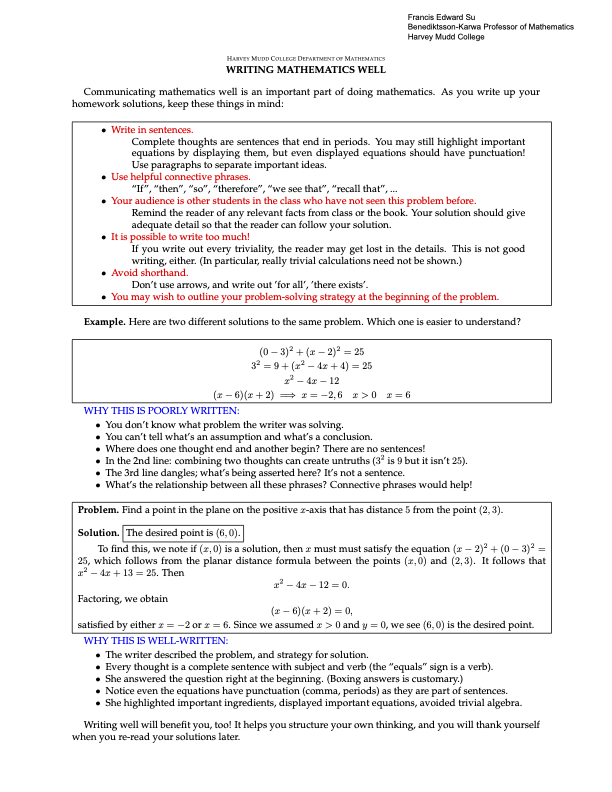 Francis Edward Su
Benediktsson-Karwa Professor of Mathematics
Harvey Mudd College
HARVEY MUDD COLLEGE DEPARTMENT OF MATHEMATICS
WRITING MATHEMATICS WELL
Communicating mathematics well is an important part of doing mathematics. As you write up your
homework solutions, keep these things in mind:
• Write in sentences.
Complete thoughts are sentences that end in periods. You may still highlight important
equations by displaying them, but even displayed equations should have punctuation!
Use paragraphs to separate important ideas.
• Use helpful connective phrases.
“If”, “then”, “so”, “therefore”, “we see that”, “recall that”, ...
• Your audience is other students in the class who have not seen this problem before.
Remind the reader of any relevant facts from class or the book. Your solution should give
adequate detail so that the reader can follow your solution.
• It is possible to write too much!
If you write out every triviality, the reader may get lost in the details. This is not good
writing, either. (In particular, really trivial calculations need not be shown.)
• Avoid shorthand.
Don’t use arrows, and write out ‘for all’, ’there exists’.
• You may wish to outline your problem-solving strategy at the beginning of the problem.
Example. Here are two different solutions to the same problem. Which one is easier to understand?
(0 − 3)² + (x − 2)² = 25
3² = 9 + (x² − 4x + 4) = 25
x² − 4x − 12
(x − 6)(x + 2) ⟹ x = −2, 6 x > 0 x = 6
WHY THIS IS POORLY WRITTEN:
• You don’t know what problem the writer was solving.
• You can’t tell what’s an assumption and what’s a conclusion.
• Where does one thought end and another begin? There are no sentences!
• In the 2nd line: combining two thoughts can create untruths (3² is 9 but it isn’t 25).
• The 3rd line dangles; what’s being asserted here? It’s not a sentence.
• What’s the relationship between all these phrases? Connective phrases would help!
Problem. Find a point in the plane on the positive x-axis that has distance 5 from the point (2, 3).
Solution. The desired point is (6, 0).
To find this, we note if (x, 0) is a solution, then x must must satisfy the equation (x − 2)² + (0 − 3)² =
25, which follows from the planar distance formula between the points (x, 0) and (2, 3). It follows that
x² − 4x + 13 = 25. Then
x² − 4x − 12 = 0.
Factoring, we obtain
(x − 6)(x + 2) = 0,
satisfied by either x = −2 or x = 6. Since we assumed x > 0 and y = 0, we see (6, 0) is the desired point.
WHY THIS IS WELL-WRITTEN:
• The writer described the problem, and strategy for solution.
• Every thought is a complete sentence with subject and verb (the “equals” sign is a verb).
• She answered the question right at the beginning. (Boxing answers is customary.)
• Notice even the equations have punctuation (comma, periods) as they are part of sentences.
• She highlighted important ingredients, displayed important equations, avoided trivial algebra.
Writing well will benefit you, too! It helps you structure your own thinking, and you will thank yourself
when you re-read your solutions later.